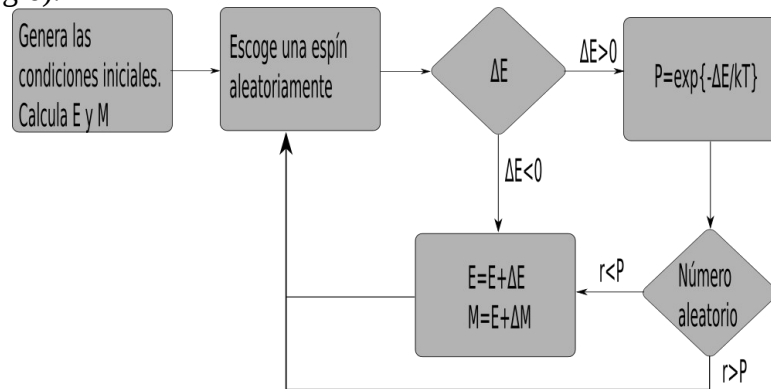 Genera las
condiciones iniciales.
Calcula E y M
Escoge una espín
aleatoriamente
ΔE
ΔE>0
P=exp{-ΔE/kT}
ΔE<0
E=E+ΔE
M=E+ΔM
r<P
Número
aleatorio
r>P